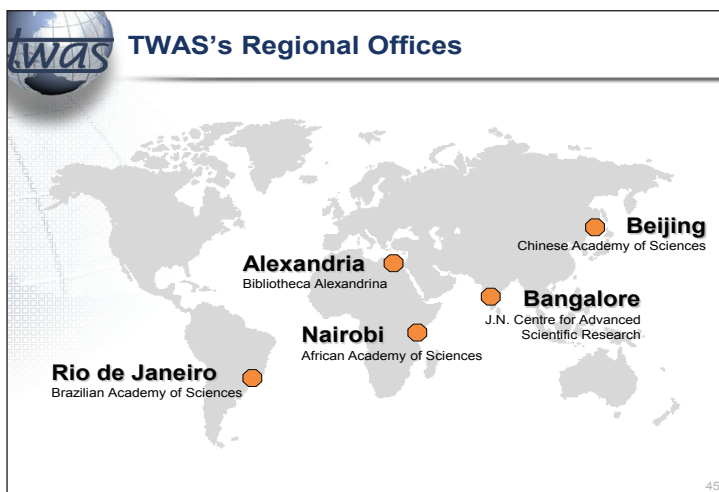 twas
TWAS's Regional Offices
Beijing
Chinese Academy of Sciences
Alexandria
Bibliotheca Alexandrina
Bangalore
J.N. Centre for Advanced
Scientific Research
Nairobi
African Academy of Sciences
Rio de Janeiro
Brazilian Academy of Sciences
45